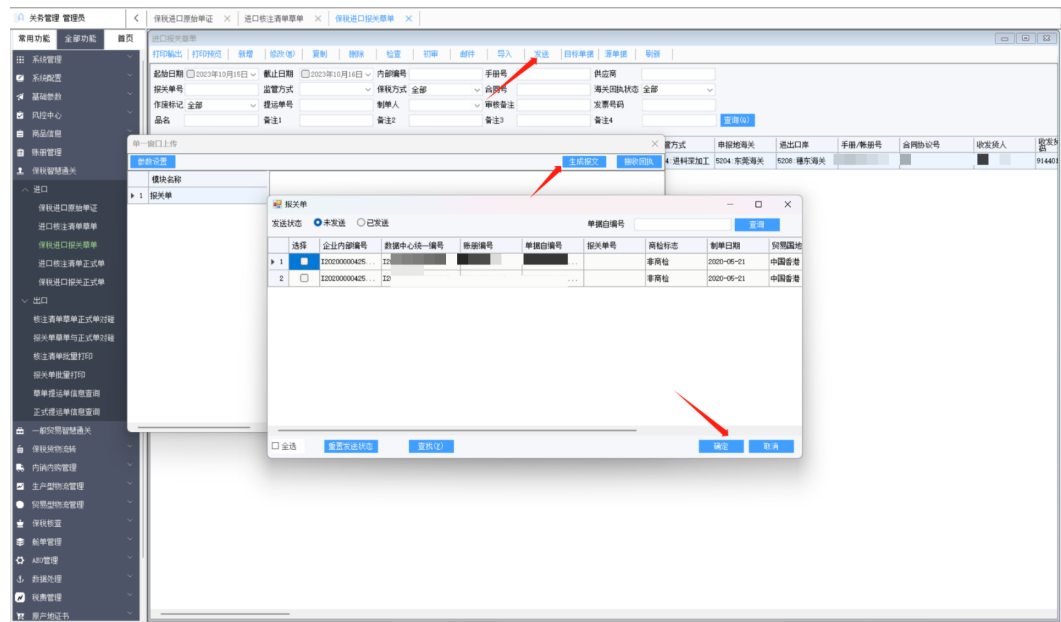 关务管理 管理员
保税进口原始单证 × 进口核注清单草单 × 保税进口报关草单 ×
常用功能 全部功能 首页
进口报关草单
打印输出 打印预览 新增 修改(M) 复制 删除 检查 初审 邮件 导入 发送 目标单据 源单据 刷新
起始日期 2023年10月15日 截止日期 2023年10月16日 内部编号 手册号 供应商
报关单号 监管方式 保税方式 全部 合同号 海关回执状态 全部
作废标记 全部 提运单号 制单人 审核备注 发票号码
品名 备注1 备注2 备注3 备注4 查询(Q)
管方式 申报地海关 进出口岸 手册/帐册号 合同协议号 收发货人
4:进料深加工 5204:东莞海关 5208:穗东海关 914401
系统管理
系统配置
基础参数
风控中心
商品信息
账册管理
保税智慧通关
进口
保税进口原始单证
进口核注清单草单
保税进口报关草单
进口核注清单正式单
保税进口报关正式单
出口
核注清单草单正式单对碰
报关单草单与正式单对碰
核注清单批量打印
报关单批量打印
草单提运单信息查询
正式提运单信息查询
一般贸易智慧通关
保税货物流转
内销内购管理
生产型物流管理
贸易型物流管理
保税核查
船单管理
AEO管理
数据处理
税费管理
原产地证书
单一窗口上传 ×
参数设置 生成报文 接收回执
模块名称
1 报关单
报关单
发送状态 未发送 已发送 单据自编号 查询
选择 企业内部编号 数据中心统一编号 账册编号 单据自编号 报关单号 商检标志 制单日期 贸易国地
1 I20200000425... ... 非商检 2020-05-21 中国香港
2 I20200000425... ... 非商检 2020-05-21 中国香港
全选 重置发送状态 查找(F) 确定 取消